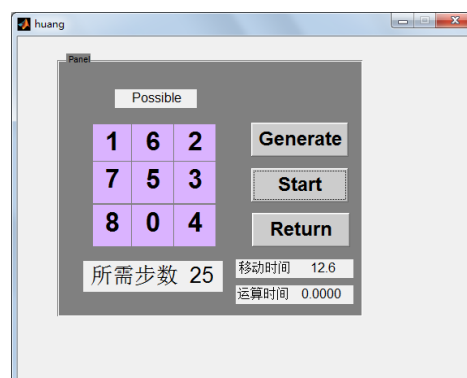 huang
Panel
Possible
1 6 2
7 5 3
8 0 4
Generate
Start
Return
所需步数 25
移动时间 12.6
运算时间 0.0000